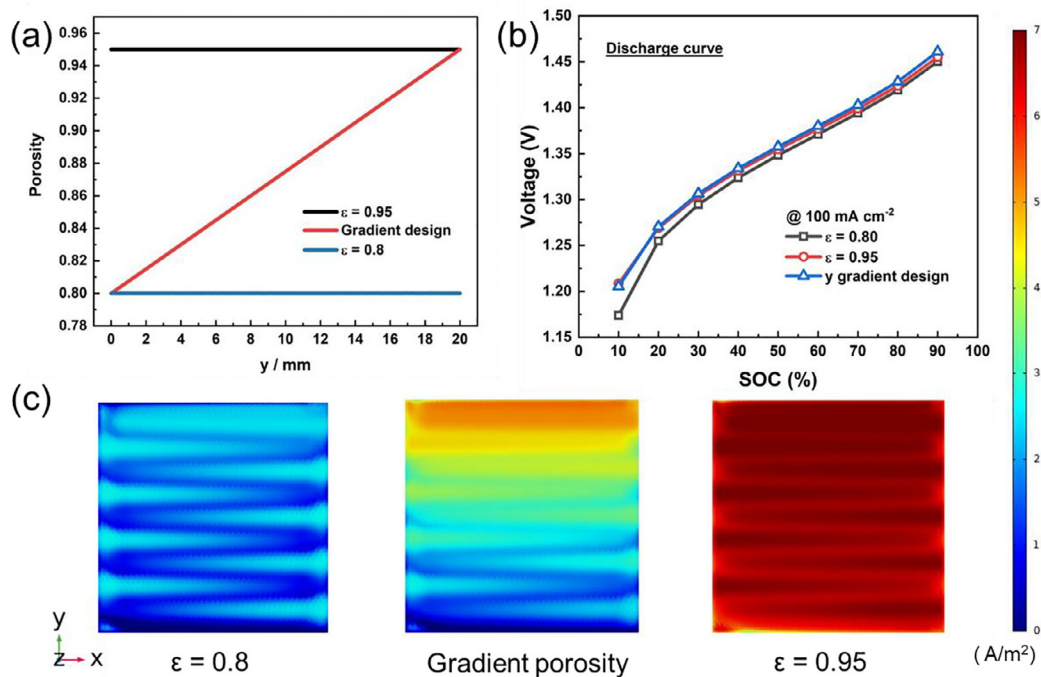 (a)
0.96
0.94
0.92
0.90
0.88
0.86
0.84
0.82
0.80
0.78
Porosity
ε = 0.95
Gradient design
ε = 0.8
0 2 4 6 8 10 12 14 16 18 20
y / mm
(b)
1.50
1.45
1.40
1.35
1.30
1.25
1.20
1.15
Voltage (V)
Discharge curve
@ 100 mA cm⁻²
ε = 0.80
ε = 0.95
y gradient design
0 10 20 30 40 50 60 70 80 90 100
SOC (%)
7
6
5
4
3
2
1
0
(A/m²)
(c)
y
z x
ε = 0.8
Gradient porosity
ε = 0.95